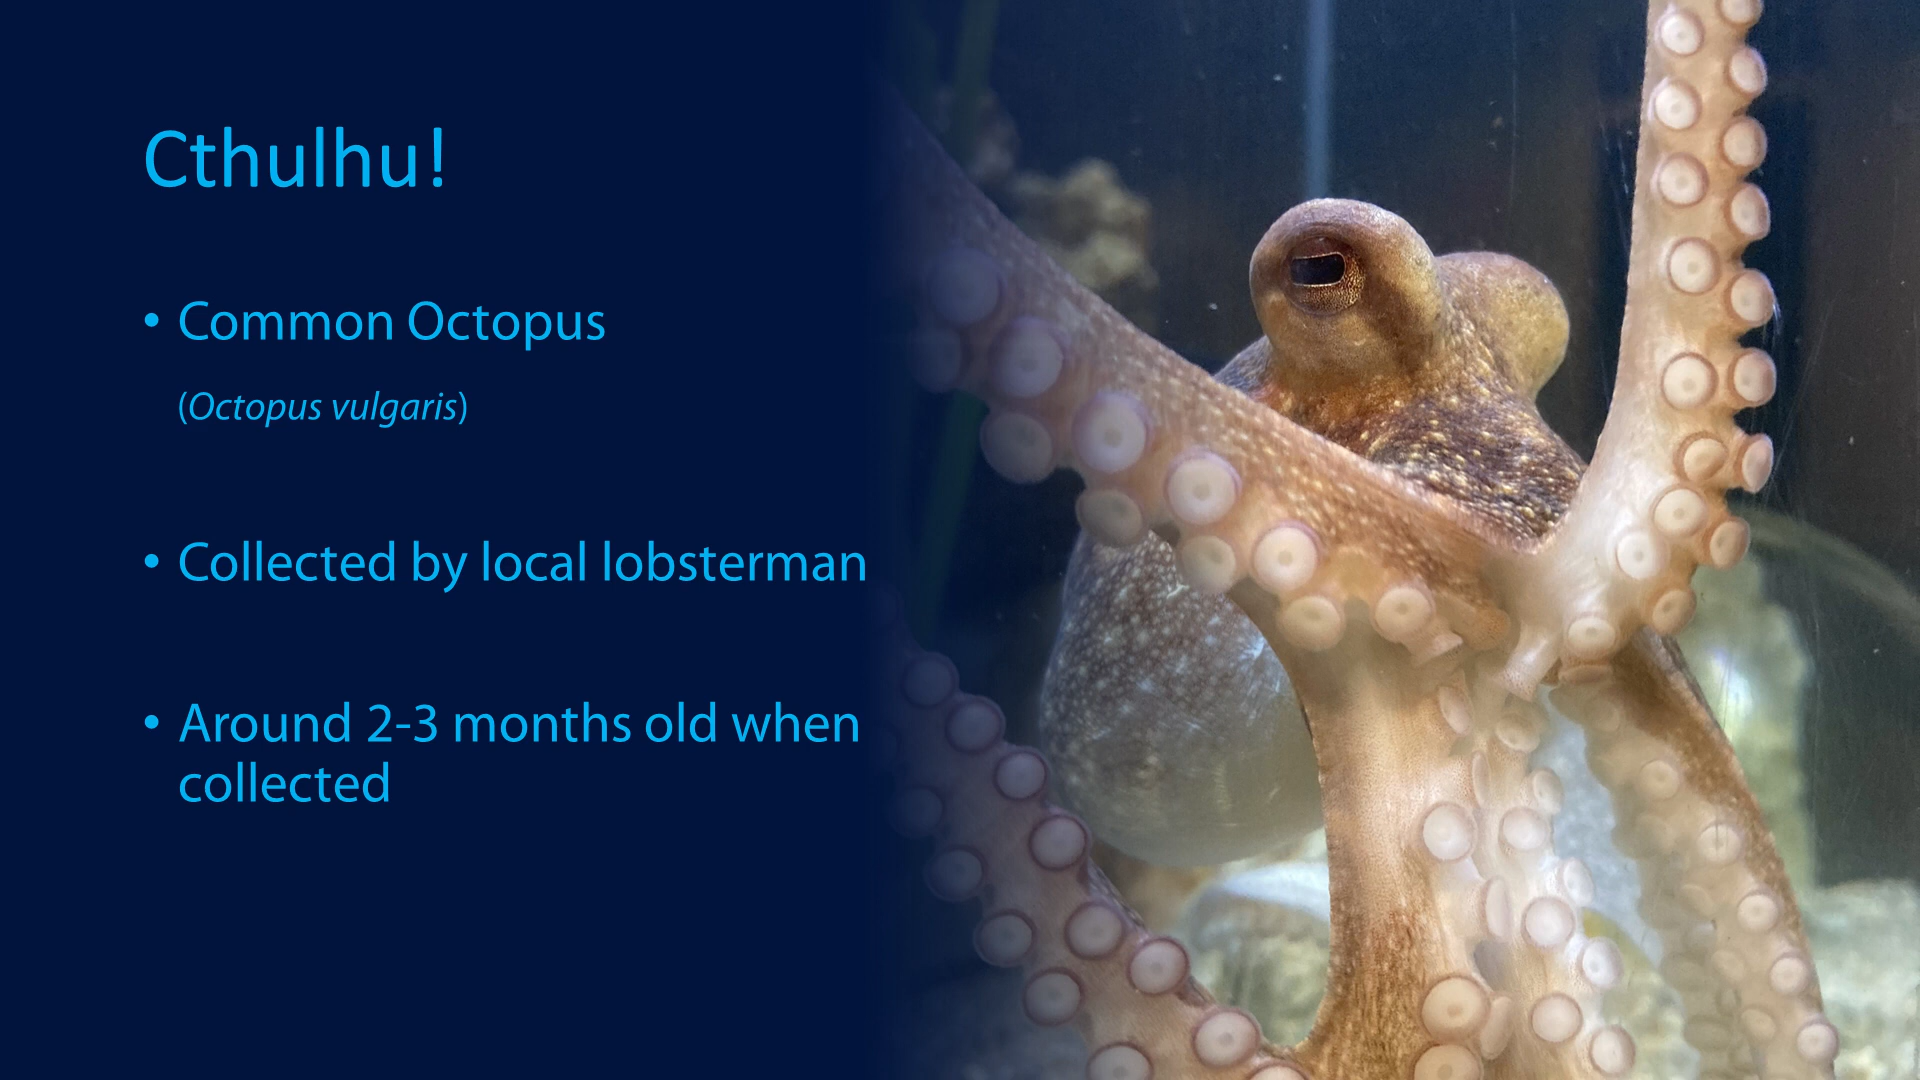 Cthulhu!
• Common Octopus
(Octopus vulgaris)
• Collected by local lobsterman
• Around 2-3 months old when
collected